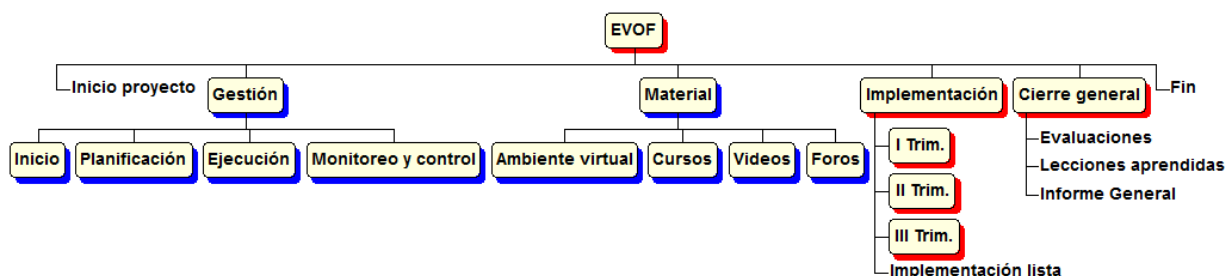 EVOF
Inicio proyecto
Gestión
Material
Implementación
Cierre general
Fin
Inicio
Planificación
Ejecución
Monitoreo y control
Ambiente virtual
Cursos
Videos
Foros
I Trim.
II Trim.
III Trim.
Implementación lista
Evaluaciones
Lecciones aprendidas
Informe General